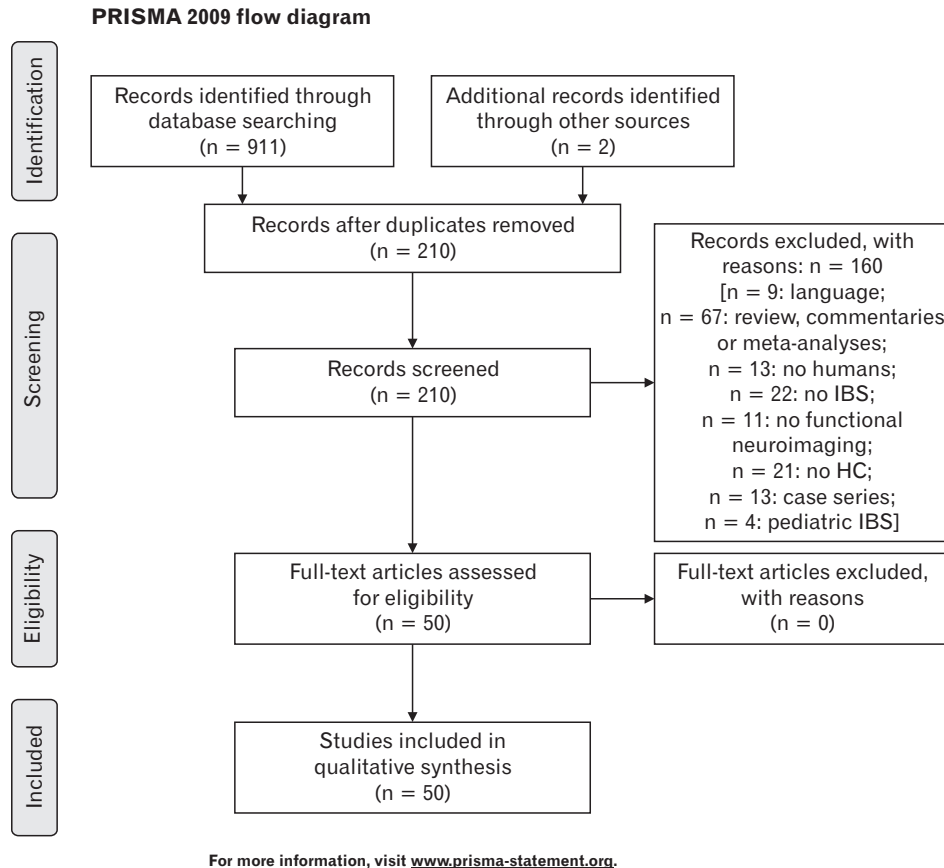 PRISMA 2009 flow diagram
Identification
Records identified through
database searching
(n = 911)
Additional records identified
through other sources
(n = 2)
Records after duplicates removed
(n = 210)
Screening
Records screened
(n = 210)
Records excluded, with
reasons: n = 160
[n = 9: language;
n = 67: review, commentaries
or meta-analyses;
n = 13: no humans;
n = 22: no IBS;
n = 11: no functional
neuroimaging;
n = 21: no HC;
n = 13: case series;
n = 4: pediatric IBS]
Eligibility
Full-text articles assessed
for eligibility
(n = 50)
Full-text articles excluded,
with reasons
(n = 0)
Included
Studies included in
qualitative synthesis
(n = 50)
For more information, visit www.prisma-statement.org.